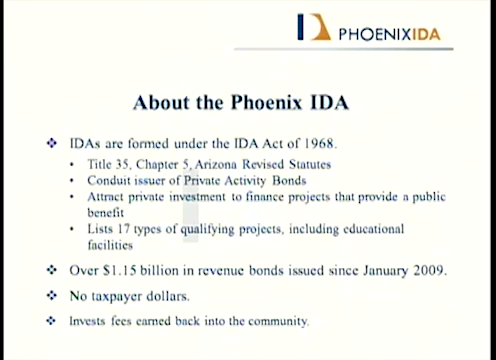 PHOENIXIDA
About the Phoenix IDA
IDAs are formed under the IDA Act of 1968.
Title 35, Chapter 5, Arizona Revised Statutes
Conduit issuer of Private Activity Bonds
Attract private investment to finance projects that provide a public
benefit
Lists 17 types of qualifying projects, including educational
facilities
Over $1.15 billion in revenue bonds issued since January 2009.
No taxpayer dollars.
Invests fees earned back into the community.